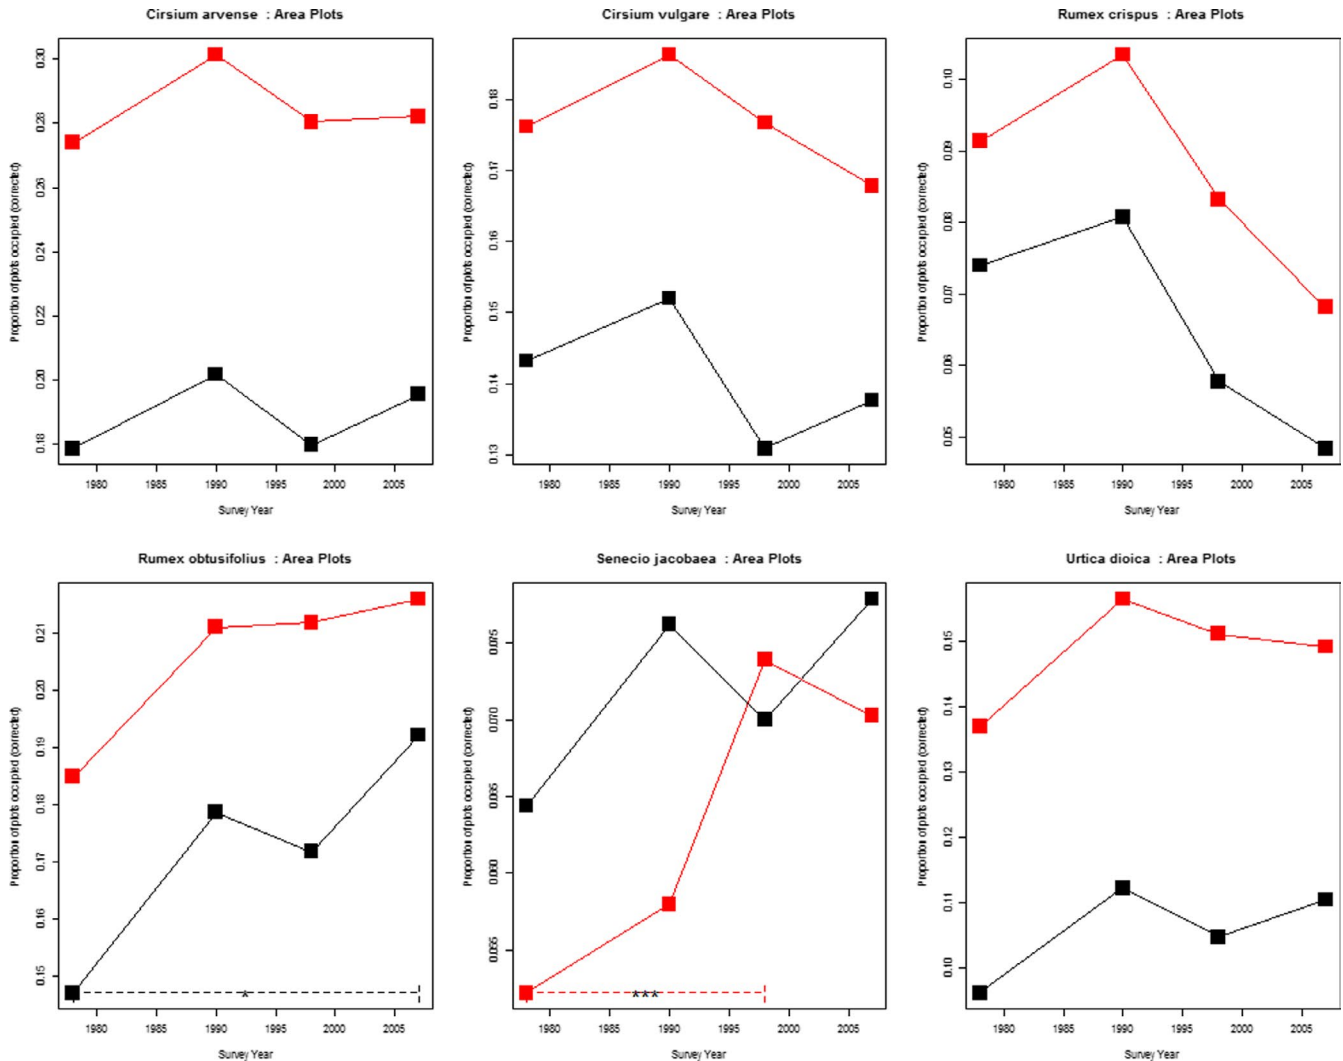 Cirsium arvense : Area Plots
Proportion of plots occupied (corrected)
0.30
0.28
0.26
0.24
0.22
0.20
0.18
1980 1985 1990 1995 2000 2005
Survey Year
Cirsium vulgare : Area Plots
Proportion of plots occupied (corrected)
0.18
0.17
0.16
0.15
0.14
0.13
1980 1985 1990 1995 2000 2005
Survey Year
Rumex crispus : Area Plots
Proportion of plots occupied (corrected)
0.10
0.09
0.08
0.07
0.06
0.05
1980 1985 1990 1995 2000 2005
Survey Year
Rumex obtusifolius : Area Plots
Proportion of plots occupied (corrected)
0.21
0.20
0.19
0.18
0.17
0.16
0.15
*
1980 1985 1990 1995 2000 2005
Survey Year
Senecio jacobaea : Area Plots
Proportion of plots occupied (corrected)
0.075
0.070
0.065
0.060
0.055
***
1980 1985 1990 1995 2000 2005
Survey Year
Urtica dioica : Area Plots
Proportion of plots occupied (corrected)
0.15
0.14
0.13
0.12
0.11
0.10
1980 1985 1990 1995 2000 2005
Survey Year